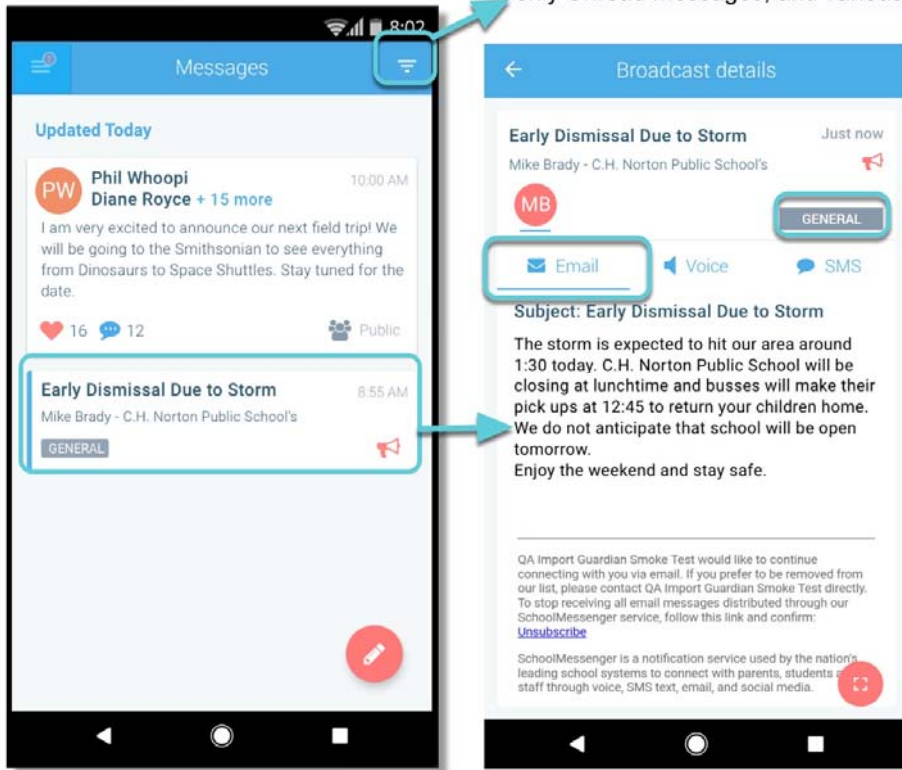 8:02
Messages
Updated Today
PW
Phil Whoopi
10:00 AM
Diane Royce + 15 more
I am very excited to announce our next field trip! We
will be going to the Smithsonian to see everything
from Dinosaurs to Space Shuttles. Stay tuned for the
date.
16 12 Public
Early Dismissal Due to Storm 8:55 AM
Mike Brady - C.H. Norton Public School's
GENERAL
Broadcast details
Early Dismissal Due to Storm Just now
Mike Brady - C.H. Norton Public School's
MB
GENERAL
Email Voice SMS
Subject: Early Dismissal Due to Storm
The storm is expected to hit our area around
1:30 today. C.H. Norton Public School will be
closing at lunchtime and busses will make their
pick ups at 12:45 to return your children home.
We do not anticipate that school will be open
tomorrow.
Enjoy the weekend and stay safe.
QA Import Guardian Smoke Test would like to continue
connecting with you via email. If you prefer to be removed from
our list, please contact QA Import Guardian Smoke Test directly.
To stop receiving all email messages distributed through our
SchoolMessenger service, follow this link and confirm:
Unsubscribe
SchoolMessenger is a notification service used by the nation's
leading school systems to connect with parents, students
staff through voice, SMS text, email, and social media.